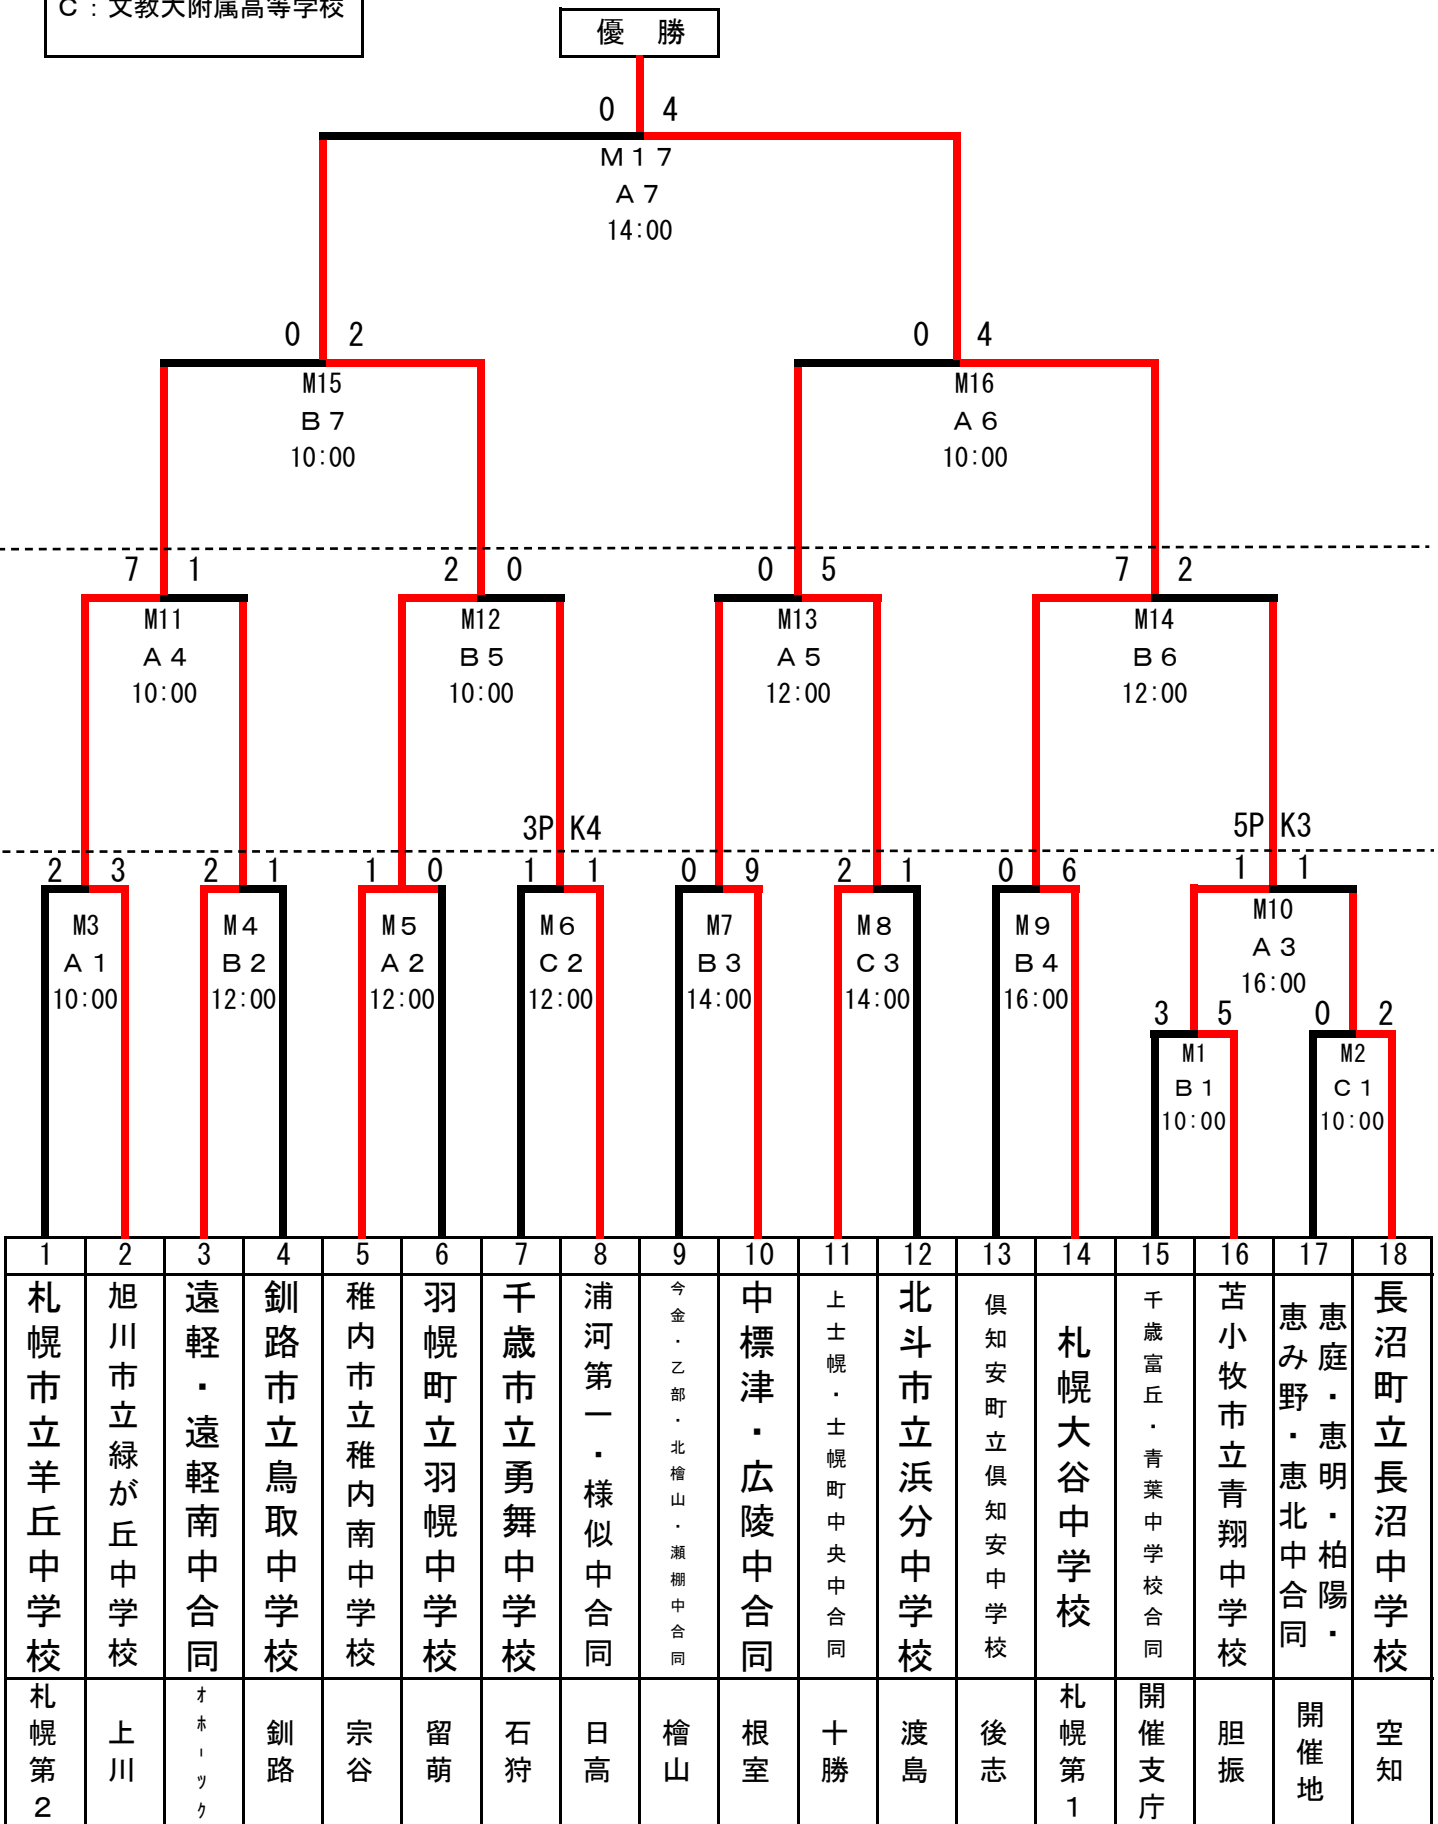 C：文教大附属高等学校
優　勝
0 4
M17
A7
14:00
0 2
0 4
M15
B7
10:00
M16
A6
10:00
7 1
2 0
0 5
7 2
M11
A4
10:00
M12
B5
10:00
M13
A5
12:00
M14
B6
12:00
3PK4
5PK3
2 3
2 1
1 0
1 1
0 9
2 1
0 6
1 1
M3
A1
10:00
M4
B2
12:00
M5
A2
12:00
M6
C2
12:00
M7
B3
14:00
M8
C3
14:00
M9
B4
16:00
M10
A3
16:00
3 5
0 2
M1
B1
10:00
M2
C1
10:00
1 2 3 4 5 6 7 8 9 10 11 12 13 14 15 16 17 18
札幌市立羊丘中学校
旭川市立緑が丘中学校
遠軽・遠軽南中合同
釧路市立鳥取中学校
稚内市立稚内南中学校
羽幌町立羽幌中学校
千歳市立勇舞中学校
浦河第一・様似中合同
今金・乙部・北檜山・瀬棚中合同
中標津・広陵中合同
上士幌・士幌町中央中合同
北斗市立浜分中学校
倶知安町立倶知安中学校
札幌大谷中学校
千歳富丘・青葉中学校合同
苫小牧市立青翔中学校
恵庭・恵明・柏陽・
恵み野・恵北中合同
長沼町立長沼中学校
札幌第2
上川
オホーツク
釧路
宗谷
留萌
石狩
日高
檜山
根室
十勝
渡島
後志
札幌第1
開催支庁
胆振
開催地
空知